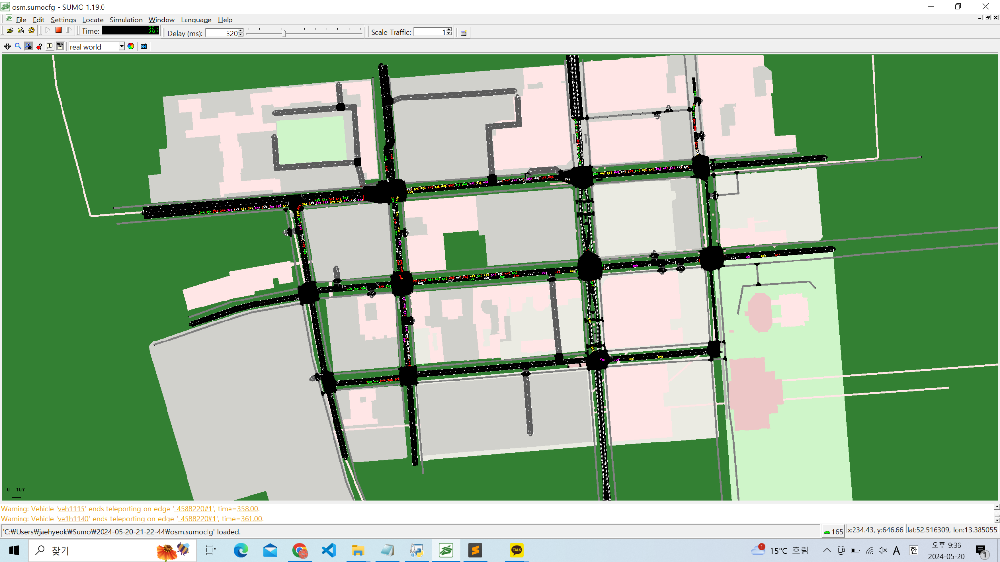 osm.sumocfg - SUMO 1.19.0
File Edit Settings Locate Simulation Window Language Help
Time: 361 Delay (ms): 320 Scale Traffic: 1
real world
0 10m
Warning: Vehicle 'veh1115' ends teleporting on edge '-4588220#1', time=358.00.
Warning: Vehicle 've1h1140' ends teleporting on edge '-4588220#1', time=361.00.
'C:₩Users₩jaehyeok₩Sumo₩2024-05-20-21-22-44₩osm.sumocfg' loaded.
165 x:234.43, y:646.66 lat:52.516309, lon:13.385055
찾기
TALK
1 15°C 흐림
A 한
오후 9:36
2024-05-20
1